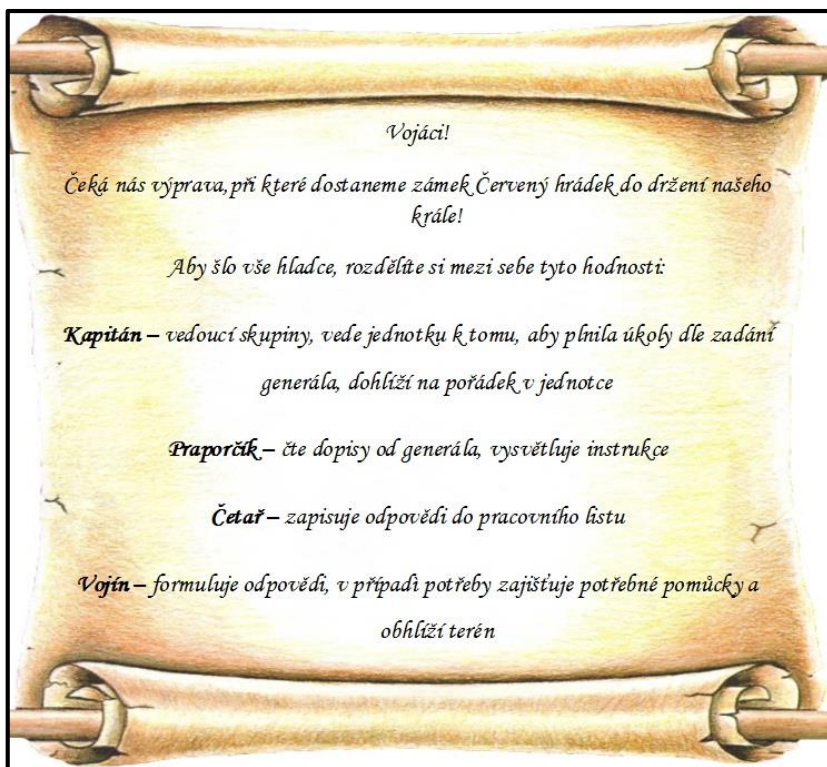 Vojáci!
Čeká nás výprava, při které dostaneme zámek Červený hrádek do držení našeho
krále!
Aby šlo vše hladce, rozdělíte si mezi sebe tyto hodnosti:
Kapitán – vedoucí skupiny, vede jednotku k tomu, aby plnila úkoly dle zadání
generála, dohlíží na pořádek v jednotce
Praporčík – čte dopisy od generála, vysvětluje instrukce
Četař – zapisuje odpovědi do pracovního listu
Vojín – formuluje odpovědi, v případì potřeby zajišťuje potřebné pomůcky a
obhlíží terén